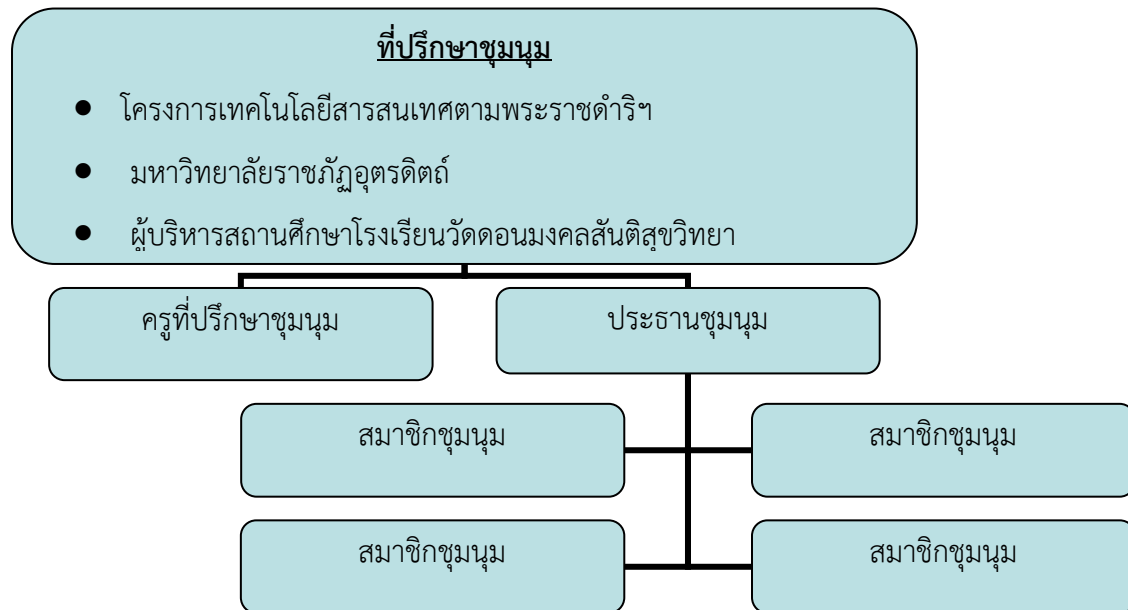 ที่ปรึกษาชุมนุม
● โครงการเทคโนโลยีสารสนเทศตามพระราชดำริฯ
● มหาวิทยาลัยราชภัฏอุตรดิตถ์
● ผู้บริหารสถานศึกษาโรงเรียนวัดดอนมงคลสันติสุขวิทยา
ครูที่ปรึกษาชุมนุม
ประธานชุมนุม
สมาชิกชุมนุม
สมาชิกชุมนุม
สมาชิกชุมนุม
สมาชิกชุมนุม